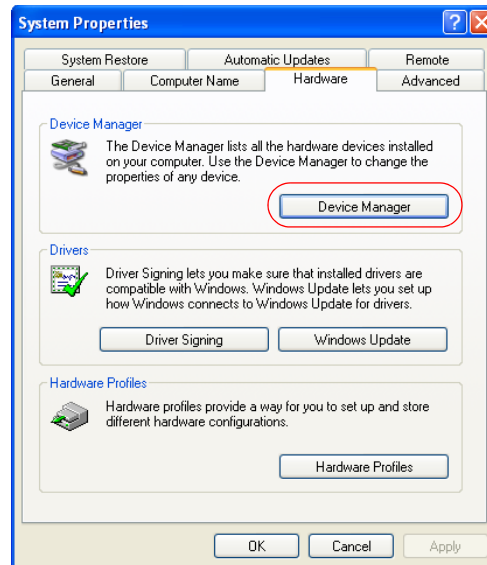 System Properties
?
System Restore Automatic Updates Remote
General Computer Name Hardware Advanced
Device Manager
The Device Manager lists all the hardware devices installed
on your computer. Use the Device Manager to change the
properties of any device.
Device Manager
Drivers
Driver Signing lets you make sure that installed drivers are
compatible with Windows. Windows Update lets you set up
how Windows connects to Windows Update for drivers.
Driver Signing Windows Update
Hardware Profiles
Hardware profiles provide a way for you to set up and store
different hardware configurations.
Hardware Profiles
OK Cancel Apply